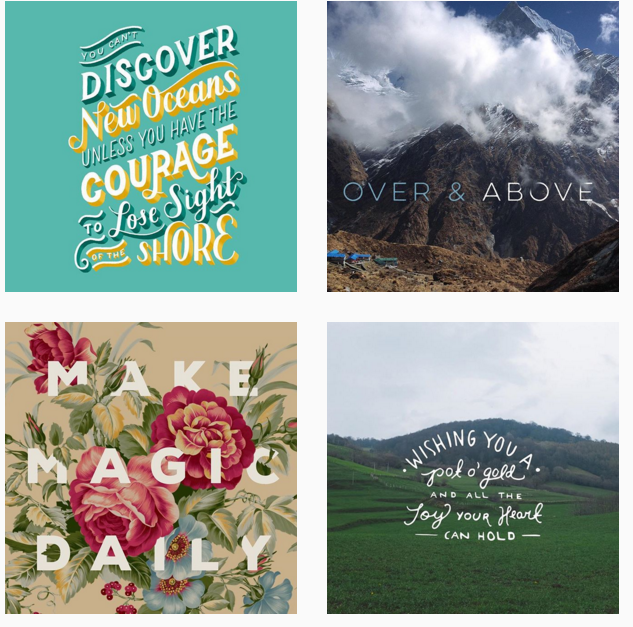 YOU CAN'T
DISCOVER
New Oceans
UNLESS YOU HAVE THE
COURAGE
TO Lose Sight
OF THE SHORE
OVER & ABOVE
MAKE
MAGIC
DAILY
WISHING YOU A
pot o' gold
AND ALL THE
Joy YOUR Heart
CAN HOLD